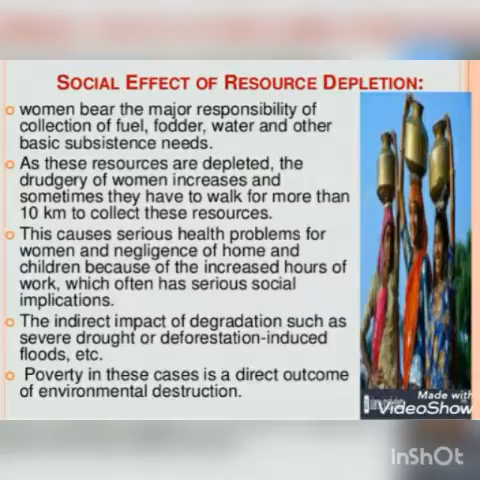 SOCIAL EFFECT OF RESOURCE DEPLETION:
women bear the major responsibility of
collection of fuel, fodder, water and other
basic subsistence needs.
As these resources are depleted, the
drudgery of women increases and
sometimes they have to walk for more than
10 km to collect these resources.
This causes serious health problems for
women and negligence of home and
children because of the increased hours of
work, which often has serious social
implications.
The indirect impact of degradation such as
severe drought or deforestation-induced
floods, etc.
Poverty in these cases is a direct outcome
of environmental destruction.
Made with
VideoShow
InShOt